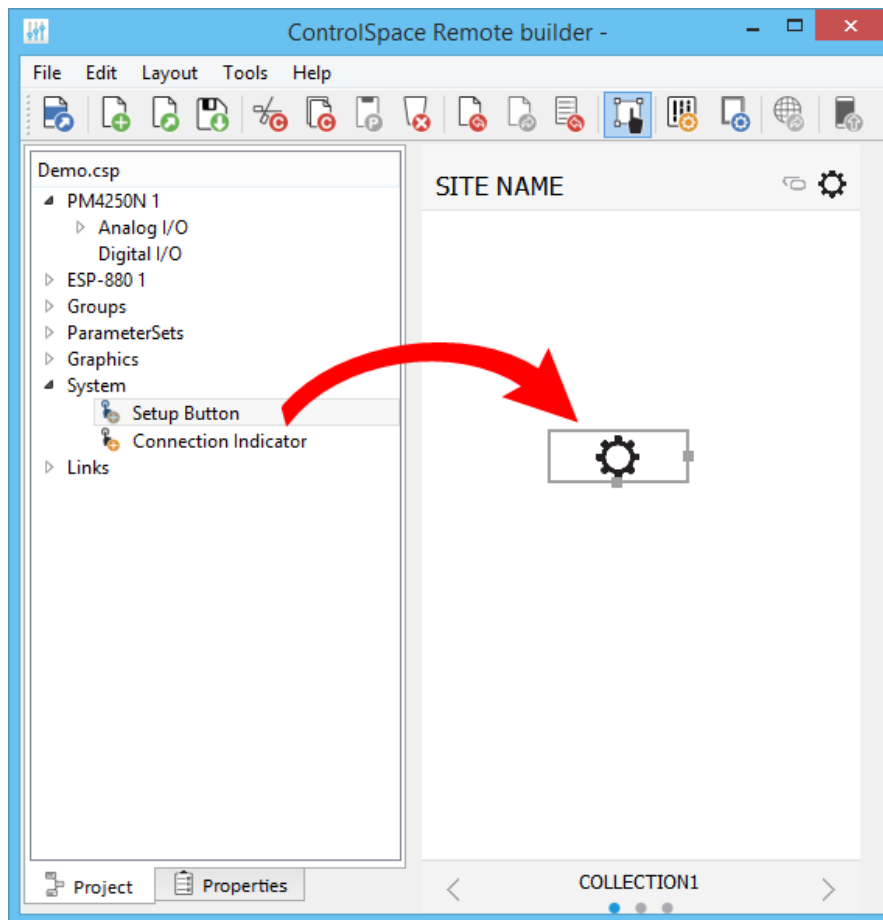 ControlSpace Remote builder -
File Edit Layout Tools Help
Demo.csp
PM4250N 1
Analog I/O
Digital I/O
ESP-880 1
Groups
ParameterSets
Graphics
System
Setup Button
Connection Indicator
Links
SITE NAME
COLLECTION1
Project Properties